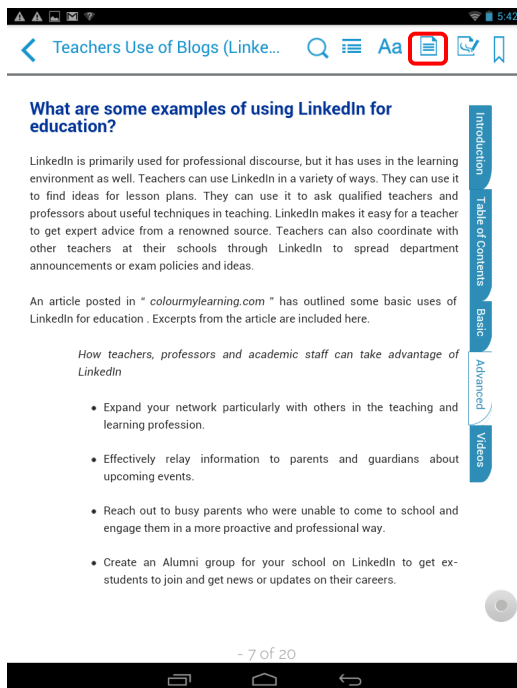 5:42
Teachers Use of Blogs (Linke... Aa
What are some examples of using LinkedIn for
education?
LinkedIn is primarily used for professional discourse, but it has uses in the learning
environment as well. Teachers can use LinkedIn in a variety of ways. They can use it
to find ideas for lesson plans. They can use it to ask qualified teachers and
professors about useful techniques in teaching. LinkedIn makes it easy for a teacher
to get expert advice from a renowned source. Teachers can also coordinate with
other teachers at their schools through LinkedIn to spread department
announcements or exam policies and ideas.
An article posted in " colourmylearning.com " has outlined some basic uses of
LinkedIn for education . Excerpts from the article are included here.
How teachers, professors and academic staff can take advantage of
LinkedIn
• Expand your network particularly with others in the teaching and
learning profession.
• Effectively relay information to parents and guardians about
upcoming events.
• Reach out to busy parents who were unable to come to school and
engage them in a more proactive and professional way.
• Create an Alumni group for your school on LinkedIn to get ex-
students to join and get news or updates on their careers.
Introduction
Table of Contents
Basic
Advanced
Videos
- 7 of 20